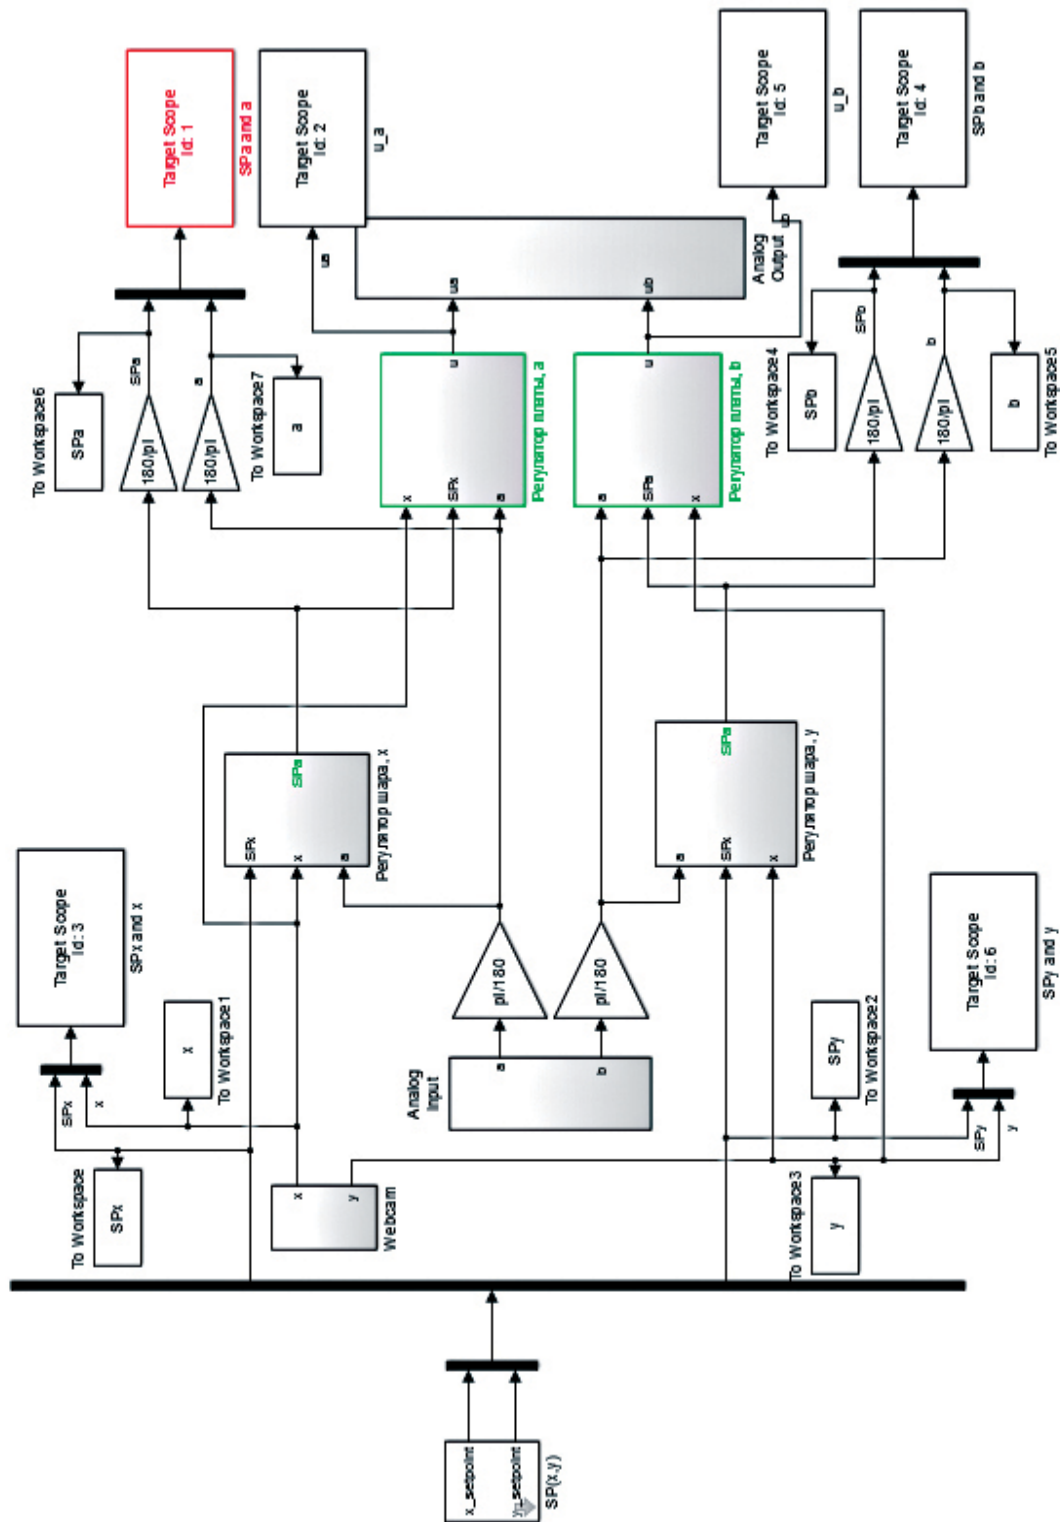 x_setpoint
y_setpoint
SP(x,y)
SPx
To Workspace
SPx
x
x
To Workspace1
Target Scope
Id: 3
SPx and x
x
y
Webcam
Analog
Input
a
b
pi/180
pi/180
y
To Workspace3
SPy
To Workspace2
SPy
y
Target Scope
Id: 6
SPy and y
SPx
x
a
SPa
Регулятор шара, x
a
SPx
x
SPa
Регулятор шара, y
To Workspace6
SPa
180/pi
SPa
180/pi
a
To Workspace7
a
x
SPx
a
u
Регулятор платы, a
a
SPa
x
u
Регулятор платы, b
To Workspace4
SPb
180/pi
SPb
180/pi
b
b
To Workspace5
ua
ub
Analog
Output
ua
ub
Target Scope
Id: 1
SPa and a
Target Scope
Id: 2
u_a
Target Scope
Id: 5
u_b
Target Scope
Id: 4
SPb and b